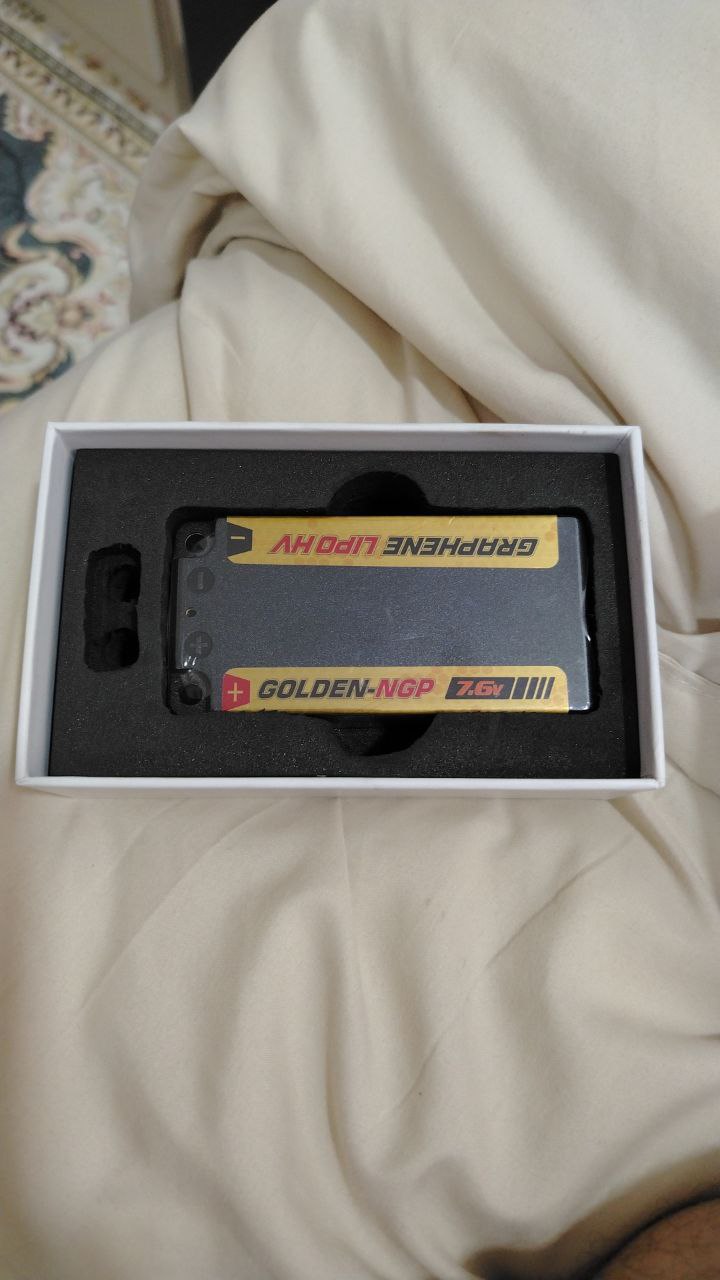 GRAPHENE LIPO HV
−
−
+
+ GOLDEN-NGP 7.6V